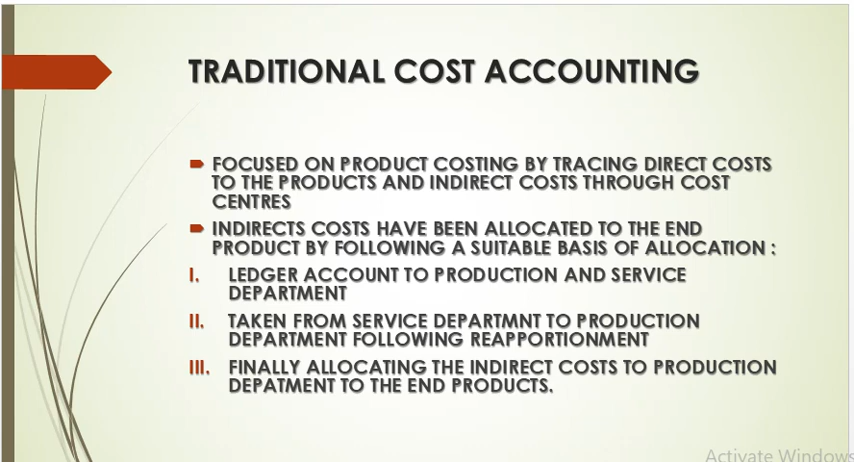 TRADITIONAL COST ACCOUNTING
FOCUSED ON PRODUCT COSTING BY TRACING DIRECT COSTS
TO THE PRODUCTS AND INDIRECT COSTS THROUGH COST
CENTRES
INDIRECTS COSTS HAVE BEEN ALLOCATED TO THE END
PRODUCT BY FOLLOWING A SUITABLE BASIS OF ALLOCATION :
I. LEDGER ACCOUNT TO PRODUCTION AND SERVICE
DEPARTMENT
II. TAKEN FROM SERVICE DEPARTMNT TO PRODUCTION
DEPARTMENT FOLLOWING REAPPORTIONMENT
III. FINALLY ALLOCATING THE INDIRECT COSTS TO PRODUCTION
DEPATMENT TO THE END PRODUCTS.
Activate Windows